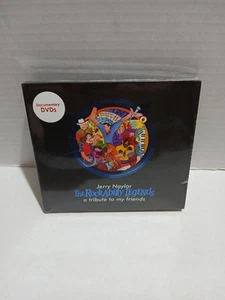 Documentary
DVDs
Jerry Naylor
The Rockabilly Legends
a tribute to my friends